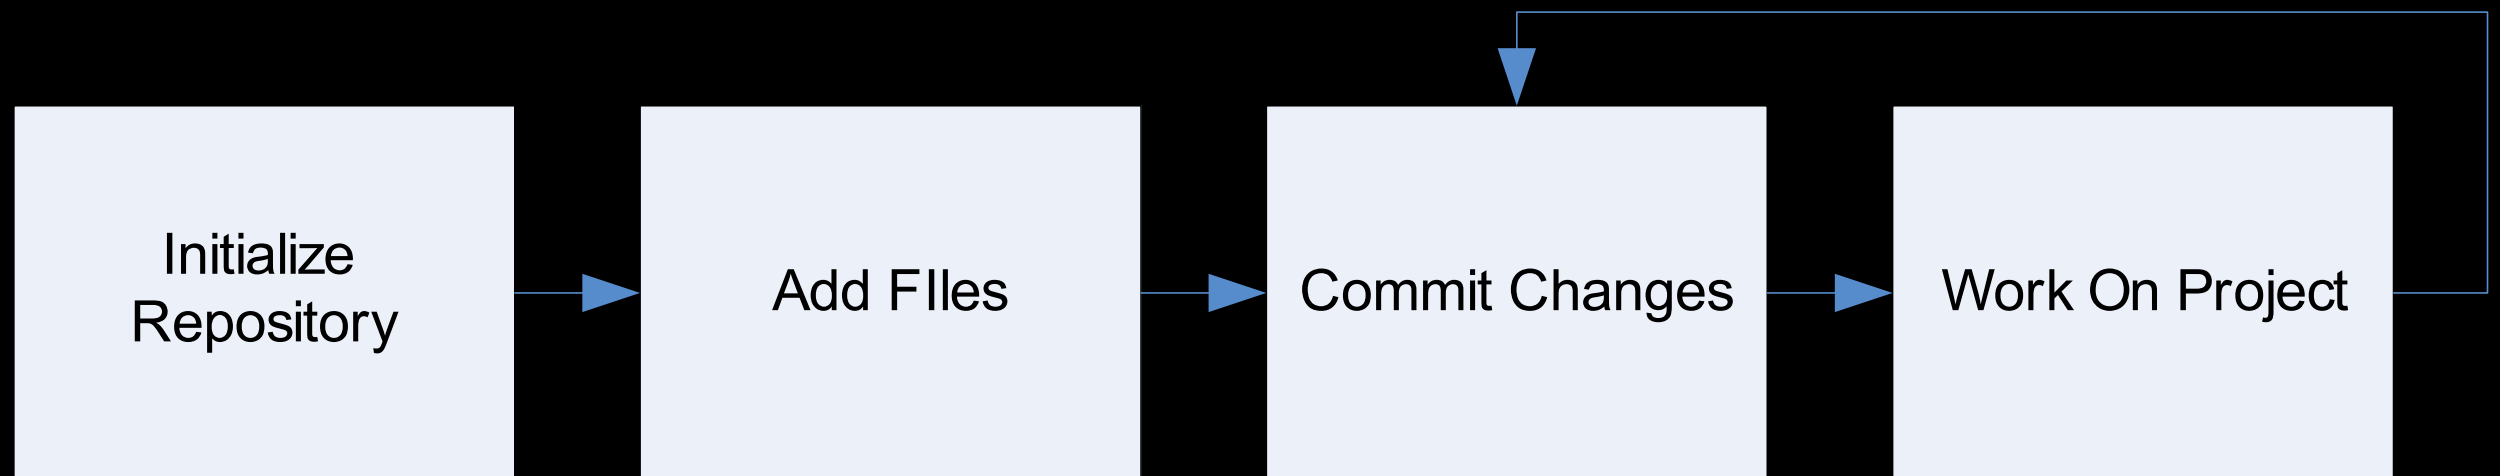 Initialize
Repository
Add FIles
Commit Changes
Work On Project